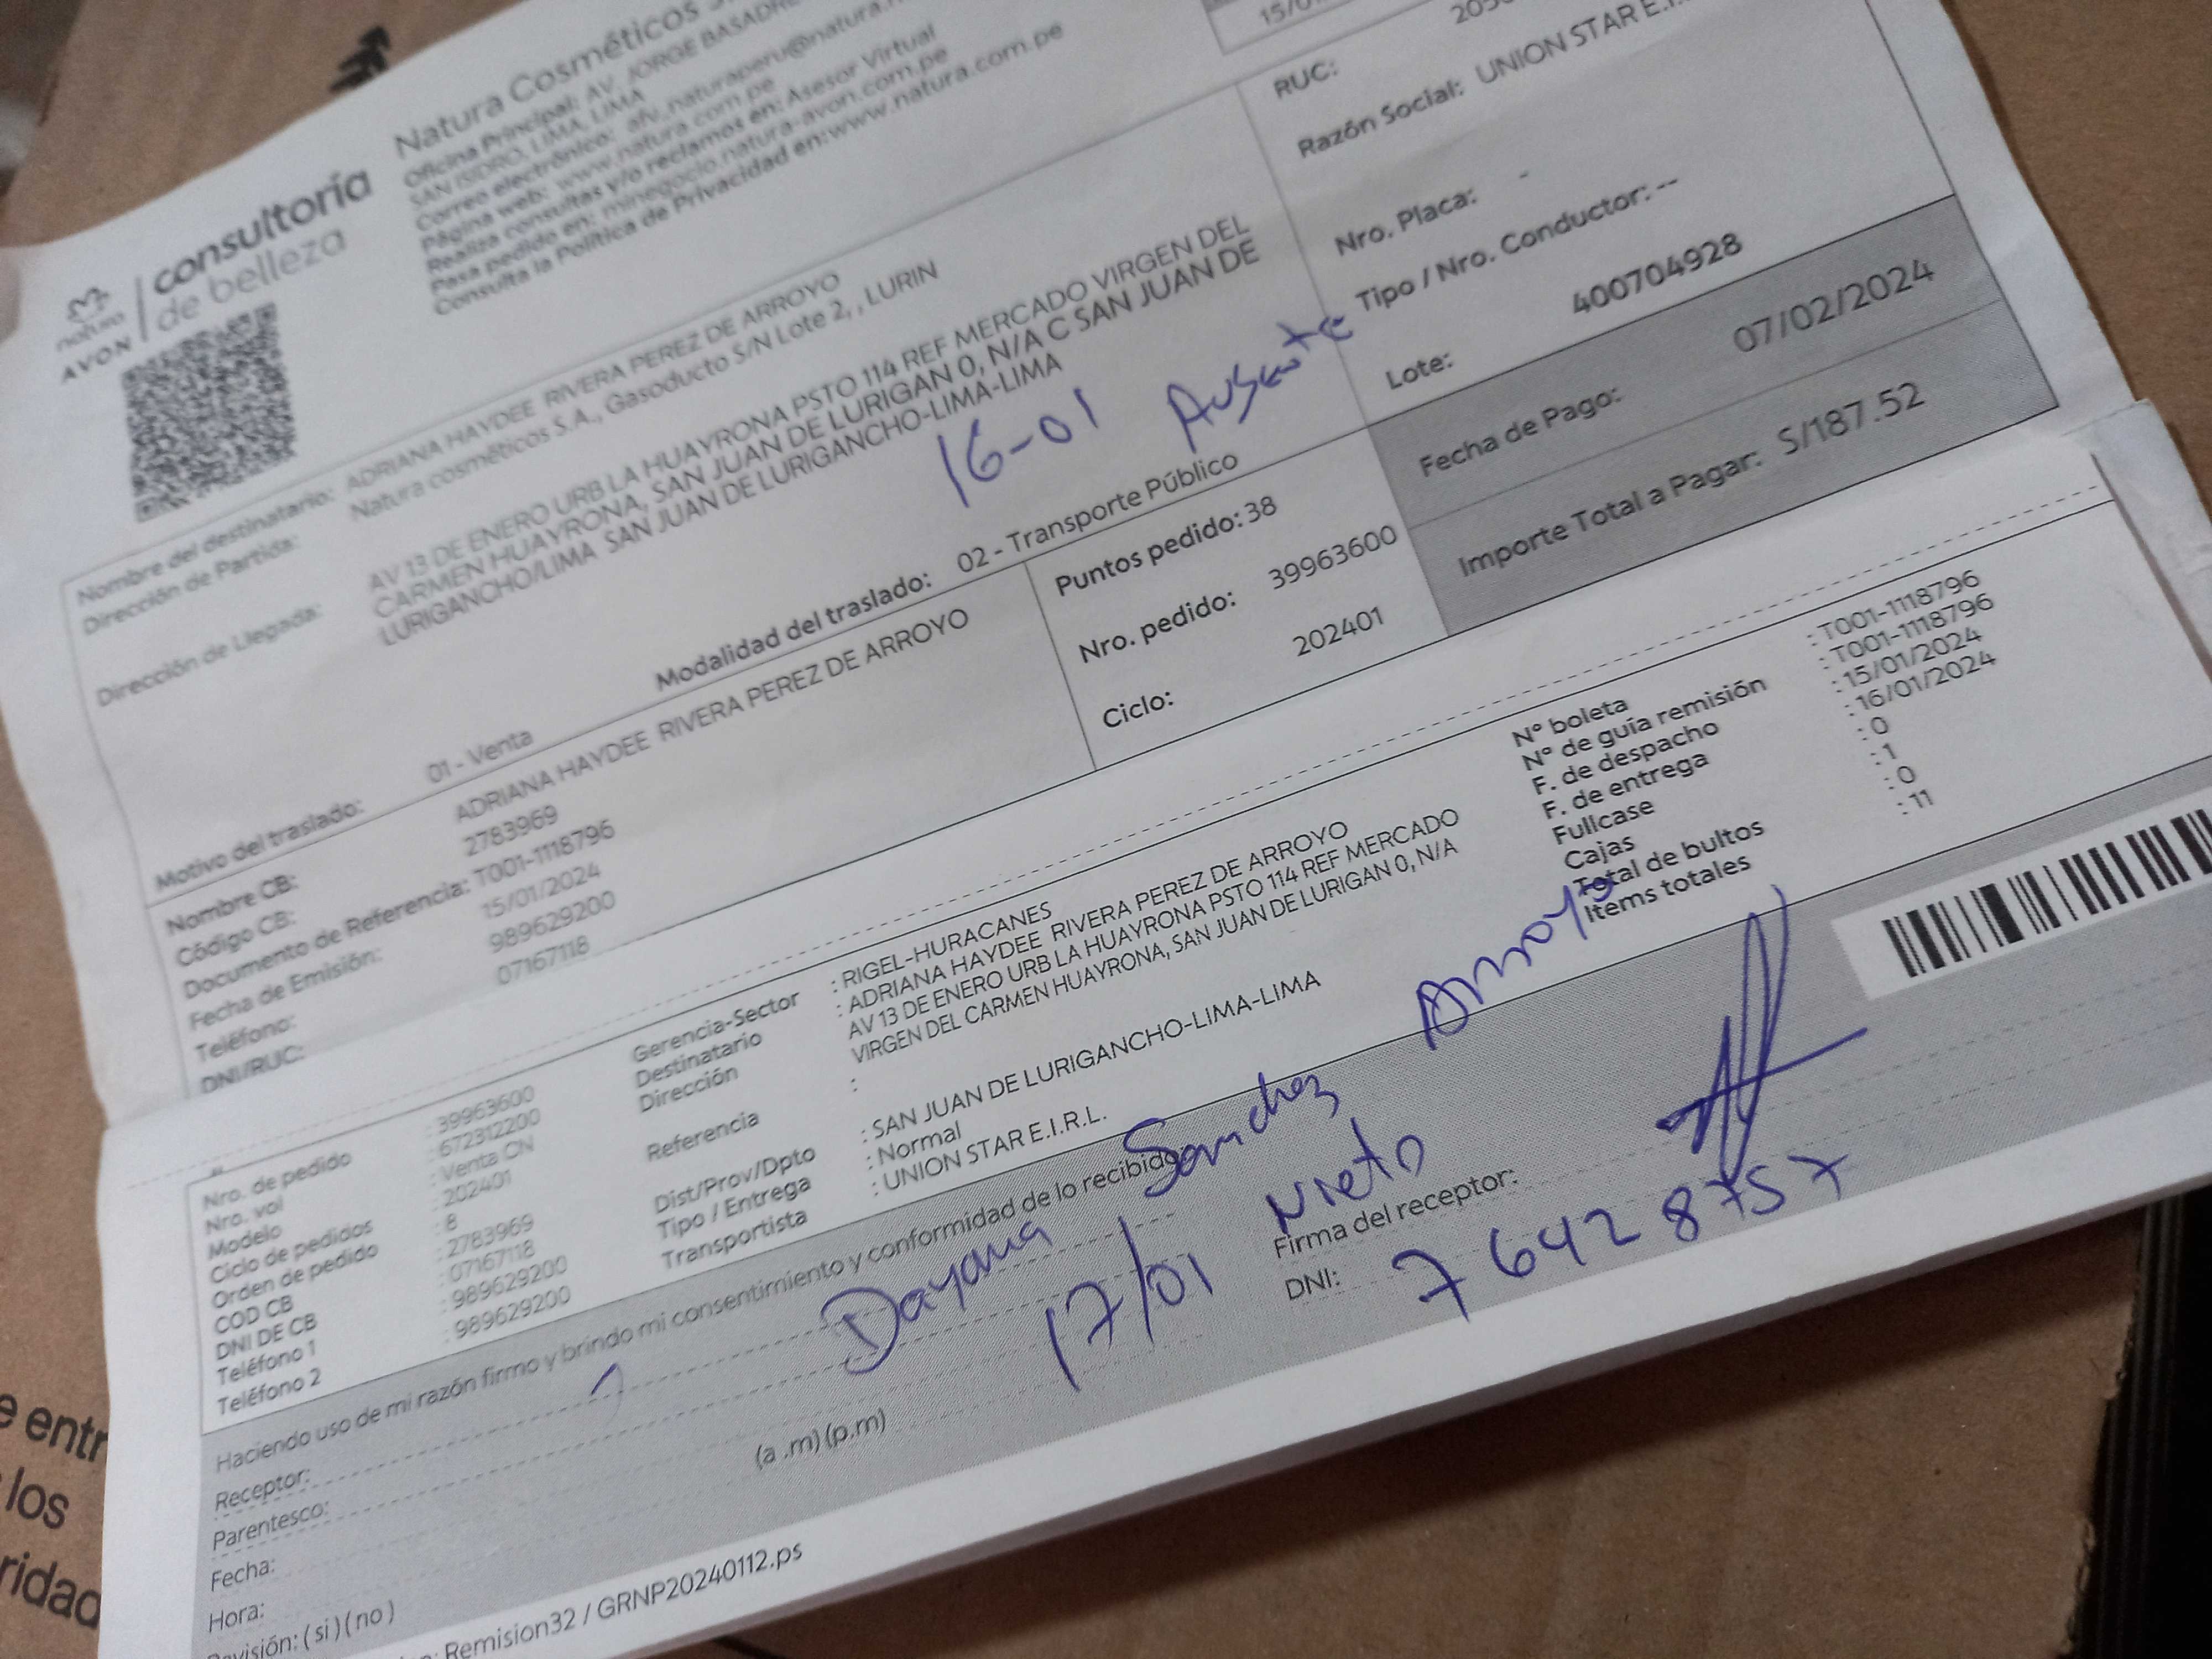 natura
AVON
consultoría
de belleza
Natura Cosméticos
Oficina Principal: AV. JORGE BASADRE
SAN ISIDRO, LIMA, LIMA
Correo electrónico: afv_naturaperu@natura.
Página web: www.natura.com.pe
Realiza consultas y/o reclamos en: Asesor Virtual
Pasa pedido en: minegocio.natura-avon.com.pe
Consulta la Política de Privacidad en:www.natura.com.pe
RUC:
Razón Social: UNION STAR E.I.
Nro. Placa: -
Tipo / Nro. Conductor: --
Lote: 400704928
Fecha de Pago: 07/02/2024
Importe Total a Pagar: S/187.52
Nombre del destinatario: ADRIANA HAYDEE RIVERA PEREZ DE ARROYO
Dirección de Partida: Natura cosméticos S.A., Gasoducto S/N Lote 2, , LURIN
Dirección de Llegada: AV 13 DE ENERO URB LA HUAYRONA PSTO 114 REF MERCADO VIRGEN DEL
CARMEN HUAYRONA, SAN JUAN DE LURIGAN 0, N/A C SAN JUAN DE
LURIGANCHO/LIMA SAN JUAN DE LURIGANCHO-LIMA-LIMA
16-01 Ausente
Motivo del traslado: 01 - Venta
Modalidad del traslado: 02 - Transporte Público
Nombre CB: ADRIANA HAYDEE RIVERA PEREZ DE ARROYO
Código CB: 2783969
Documento de Referencia: T001-1118796
Fecha de Emisión: 15/01/2024
Teléfono: 989629200
DNI/RUC: 07167118
Puntos pedido: 38
Nro. pedido: 39963600
Ciclo: 202401
Nro. de pedido : 39963600
Nro. vol : 672312200
Modelo : Venta CN
Ciclo de pedidos : 202401
Orden de pedido : 8
COD CB : 2783969
DNI DE CB : 07167118
Teléfono 1 : 989629200
Teléfono 2 : 989629200
Gerencia-Sector : RIGEL-HURACANES
Destinatario : ADRIANA HAYDEE RIVERA PEREZ DE ARROYO
Dirección AV 13 DE ENERO URB LA HUAYRONA PSTO 114 REF MERCADO
VIRGEN DEL CARMEN HUAYRONA, SAN JUAN DE LURIGAN 0, N/A
Referencia :
Dist/Prov/Dpto : SAN JUAN DE LURIGANCHO-LIMA-LIMA
Tipo / Entrega : Normal
Transportista : UNION STAR E.I.R.L.
N° boleta : T001-1118796
N° de guía remisión : T001-1118796
F. de despacho : 15/01/2024
F. de entrega : 16/01/2024
Fullcase : 0
Cajas : 1
Total de bultos : 0
Items totales : 11
Haciendo uso de mi razón firmo y brindo mi consentimiento y conformidad de lo recibido
Receptor: Dayana Sanchez Arroyo
Parentesco: Nieto
Fecha: 17/01
Hora: (a .m) (p.m)
Firma del receptor:
DNI: 76428757
visión: ( si ) ( no )
Remision32 / GRNP20240112.ps
e entr
los
ridad